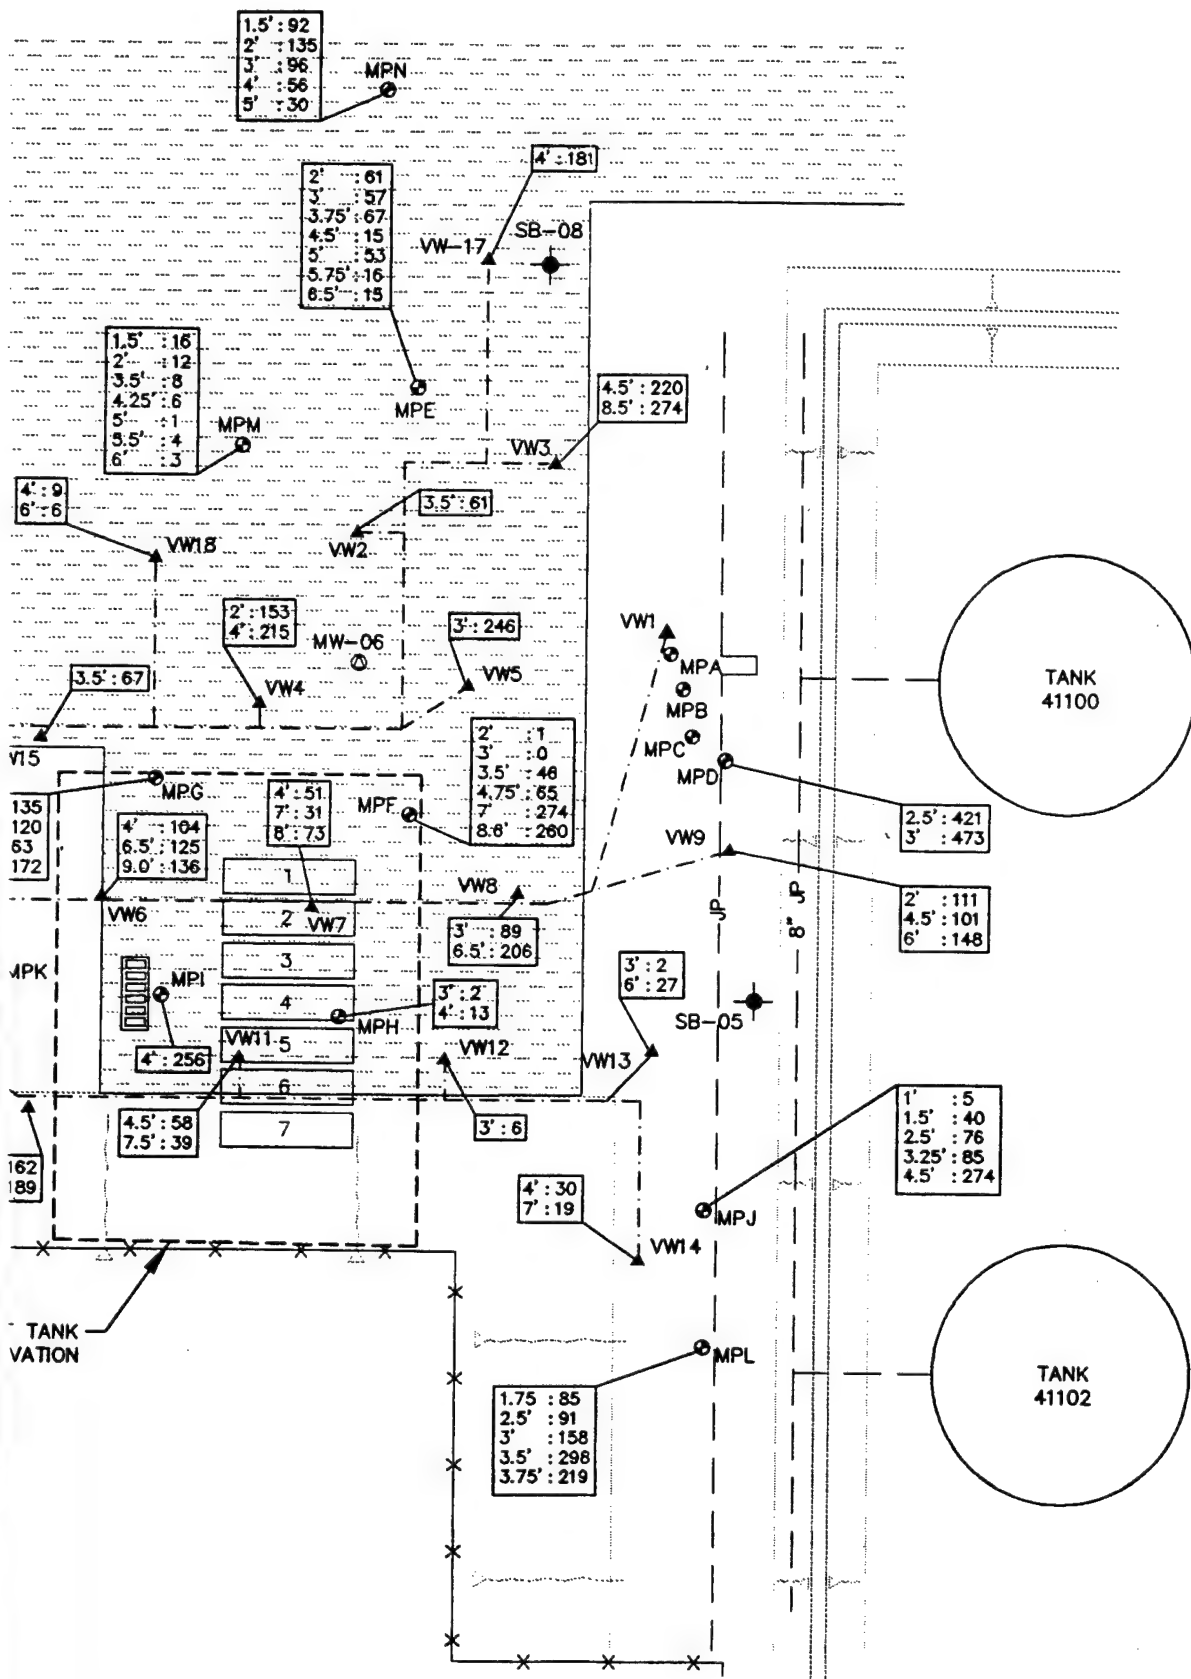 1.5' : 92
2' : 135
3' : 96
4' : 56
5' : 30
MPN
4' : 181
2' : 61
3' : 57
3.75' : 67
4.5' : 15
5' : 53
5.75' : 16
6.5' : 15
VW-17
SB-08
1.5' : 16
2' : 12
3.5' : 8
4.25' : 6
5' : 1
5.5' : 4
6' : 3
MPM
MPE
4.5' : 220
8.5' : 274
VW3
4' : 9
6' : 6
3.5' : 61
VW18
VW2
2' : 153
4' : 215
MW-06
3' : 246
VW1
MPA
3.5' : 67
VW4
VW5
MPB
TANK
41100
MPC
MPD
W15
2' : 1
3' : 0
3.5' : 46
4.75' : 65
7' : 274
8.6' : 260
MPG
4' : 51
7' : 31
8' : 73
MPF
135
120
63
172
4' : 104
6.5' : 125
9.0' : 136
2.5' : 421
3' : 473
VW9
1
VW8
VW6
2
VW7
JP
8" JP
2' : 111
4.5' : 101
6' : 148
3' : 89
6.5' : 206
3
MPK
MPI
3' : 2
6' : 27
4
3' : 2
4' : 13
MPH
SB-05
4' : 256
VW11
5
VW12
VW13
6
4.5' : 58
7.5' : 39
7
3' : 6
1' : 5
1.5' : 40
2.5' : 76
3.25' : 85
4.5' : 274
162
189
4' : 30
7' : 19
MPJ
VW14
TANK
VATION
MPL
1.75 : 85
2.5' : 91
3' : 158
3.5' : 298
3.75' : 219
TANK
41102